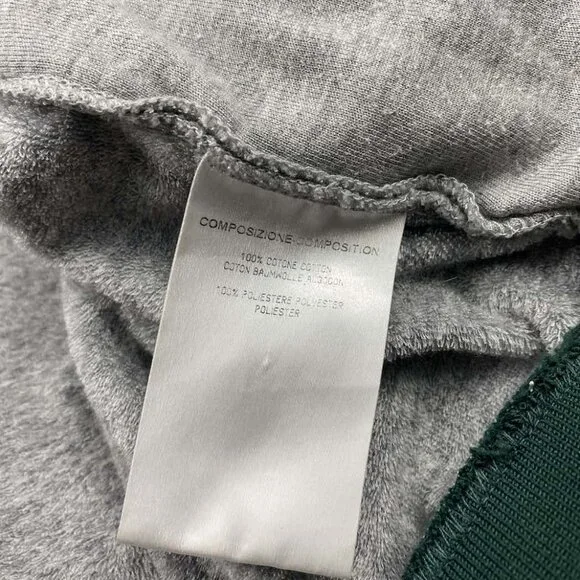 COMPOSIZIONE COMPOSITION
100% COTONE COTTON
COTON BAUMWOLLE ALGODON
100% POLIESTERE POLYESTER
POLIESTER